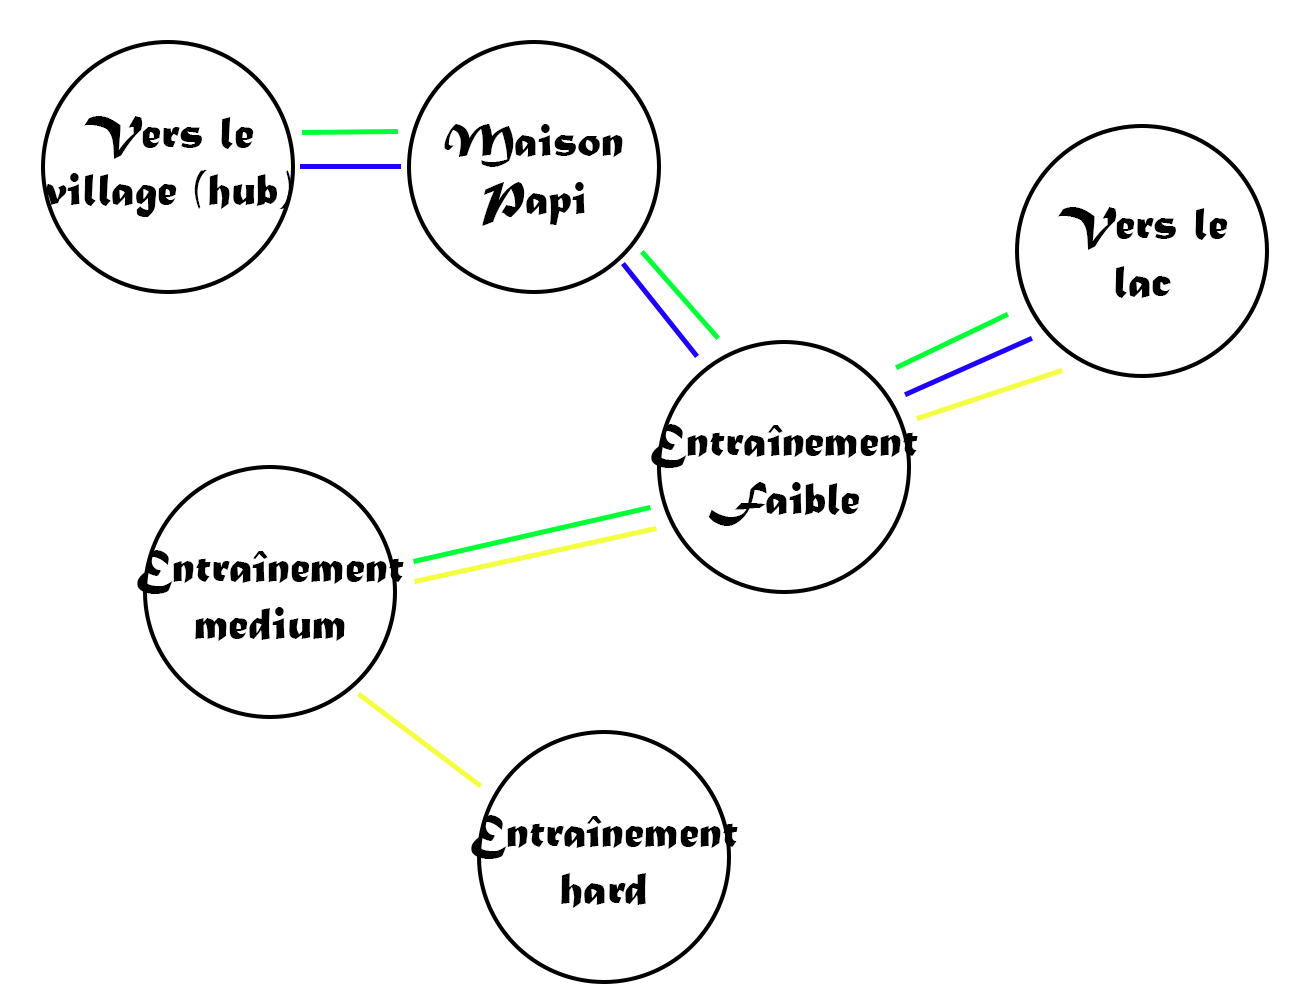 Vers le
village (hub)
Maison
Papi
Vers le
lac
Entraînement
faible
Entraînement
medium
Entraînement
hard